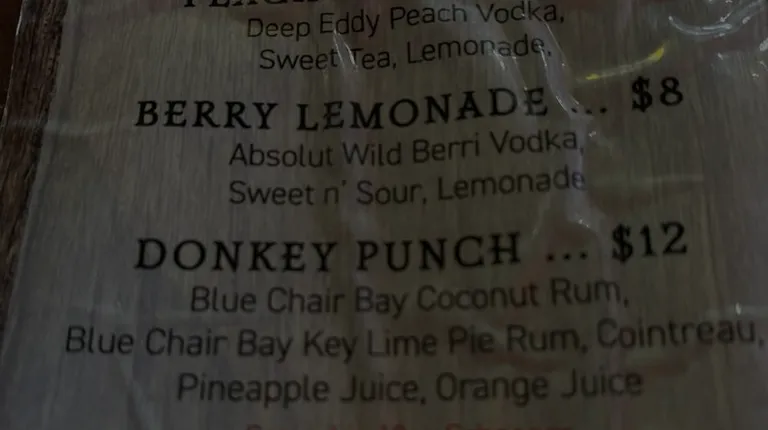 Deep Eddy Peach Vodka,
Sweet Tea, Lemonade,
BERRY LEMONADE ... $8
Absolut Wild Berri Vodka,
Sweet n' Sour, Lemonade
DONKEY PUNCH ... $12
Blue Chair Bay Coconut Rum,
Blue Chair Bay Key Lime Pie Rum, Cointreau,
Pineapple Juice, Orange Juice